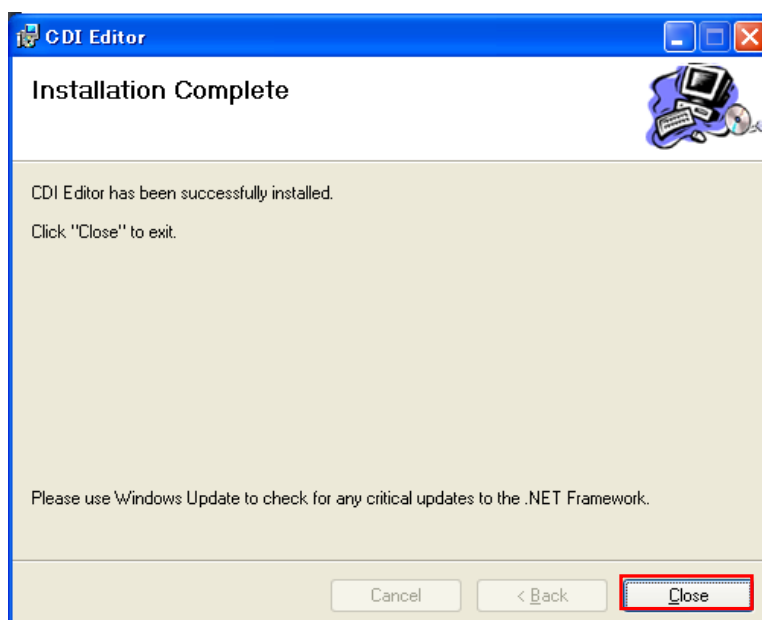 CDI Editor
Installation Complete
CDI Editor has been successfully installed.
Click "Close" to exit.
Please use Windows Update to check for any critical updates to the .NET Framework.
Cancel
< Back
Close